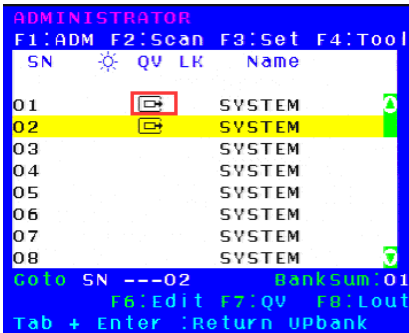 ADMINISTRATOR
F1:ADM F2:Scan F3:Set F4:Tool
SN QV LK Name
01 SYSTEM
02 SYSTEM
03 SYSTEM
04 SYSTEM
05 SYSTEM
06 SYSTEM
07 SYSTEM
08 SYSTEM
Goto SN ---02 BankSum:01
F6:Edit F7:QV F8:Lout
Tab + Enter :Return UPbank